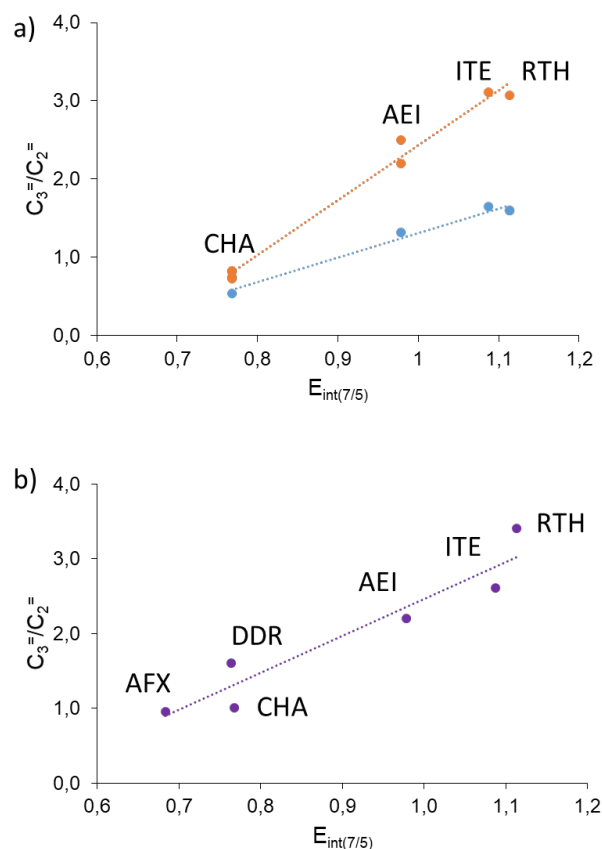 a)
4,0
3,0
2,0
1,0
0,0
C₃⁼/C₂⁼
ITE RTH
AEI
CHA
0,6 0,7 0,8 0,9 1 1,1 1,2
E_int(7/5)
b)
4,0
3,0
2,0
1,0
0,0
C₃⁼/C₂⁼
RTH
ITE
AEI
DDR
AFX
CHA
0,6 0,7 0,8 0,9 1,0 1,1 1,2
E_int(7/5)